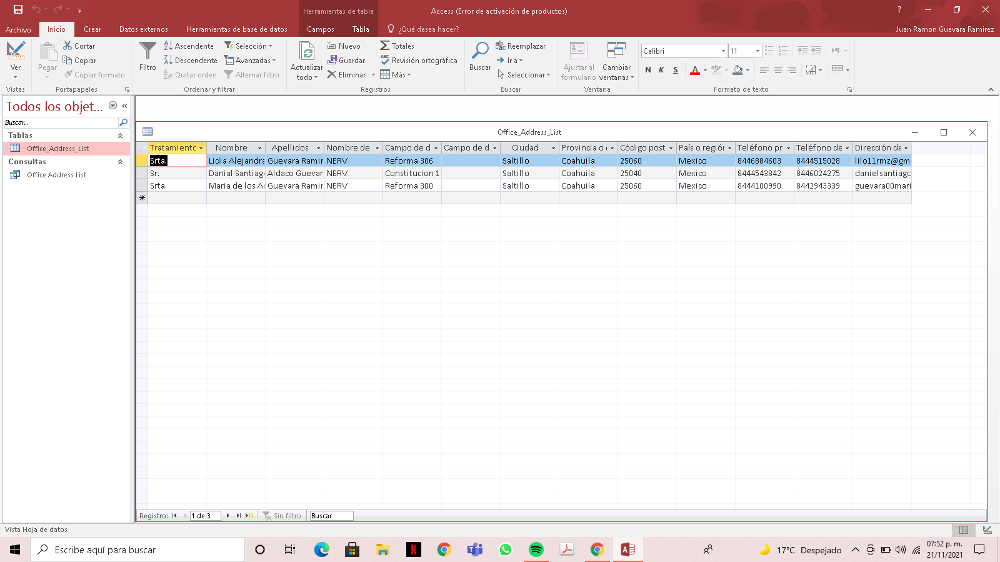 Herramientas de tabla Access (Error de activación de productos) ?
Archivo Inicio Crear Datos externos Herramientas de base de datos Campos Tabla ¿Qué desea hacer? Juan Ramon Guevara Ramirez
Ver
Vistas
Pegar
Cortar
Copiar
Copiar formato
Portapapeles
Filtro
Ascendente
Descendente
Quitar orden
Selección
Avanzadas
Alternar filtro
Ordenar y filtrar
Actualizar
todo
Nuevo
Guardar
Eliminar
Totales
Revisión ortográfica
Más
Registros
Buscar
Reemplazar
Ir a
Seleccionar
Buscar
Ajustar al
formulario
Cambiar
ventanas
Ventana
Calibri 11
N K S A
Formato de texto
Todos los objet... «
Buscar...
Tablas
Office_Address_List
Consultas
Office Address List
Office_Address_List
Tratamiento Nombre Apellidos Nombre de Campo de d Campo de d Ciudad Provincia o Código post País o región Teléfono pr Teléfono de Dirección de
Srta. Lidia Alejandra Guevara Ramir NERV Reforma 306 Saltillo Coahuila 25060 Mexico 8446884603 8444515028 lilo11rmz@gm
Sr. Danial Santiag Aldaco Guevar NERV Constitucion 1 Saltillo Coahuila 25040 Mexico 8444543842 8446024275 danielsantiagc
Srta. Maria de los Ar Guevara Ramir NERV Reforma 300 Saltillo Coahuila 25060 Mexico 8444100990 8442943339 guevara00mari
Registro: 1 de 3 Sin filtro Buscar
Vista Hoja de datos
Escribe aquí para buscar
17°C Despejado
07:52 p. m.
21/11/2021